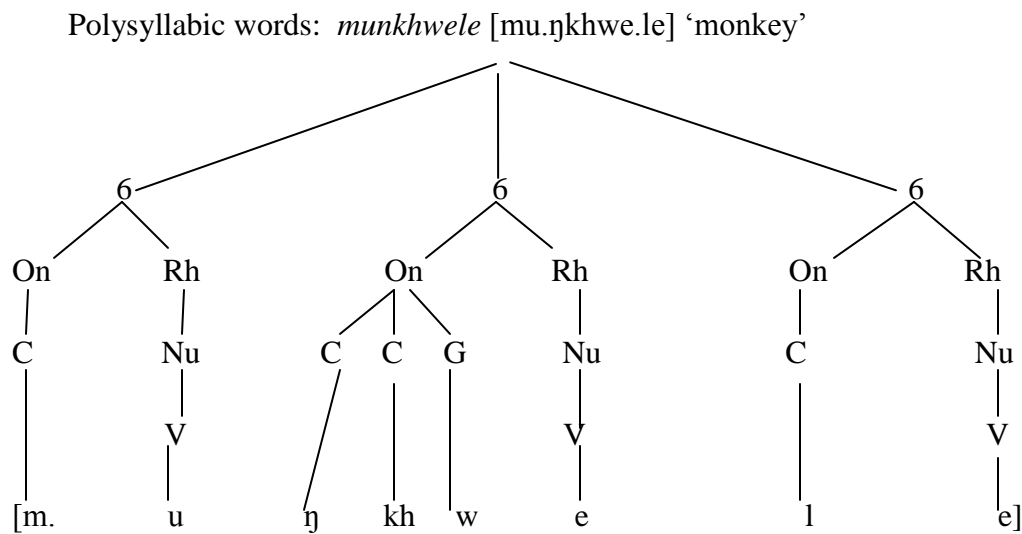 Polysyllabic words: munkhwele [mu.ŋkhwe.le] ‘monkey’
6 6 6
On Rh On Rh On Rh
C Nu C C G Nu C Nu
V V V
[m. u ŋ kh w e l e]